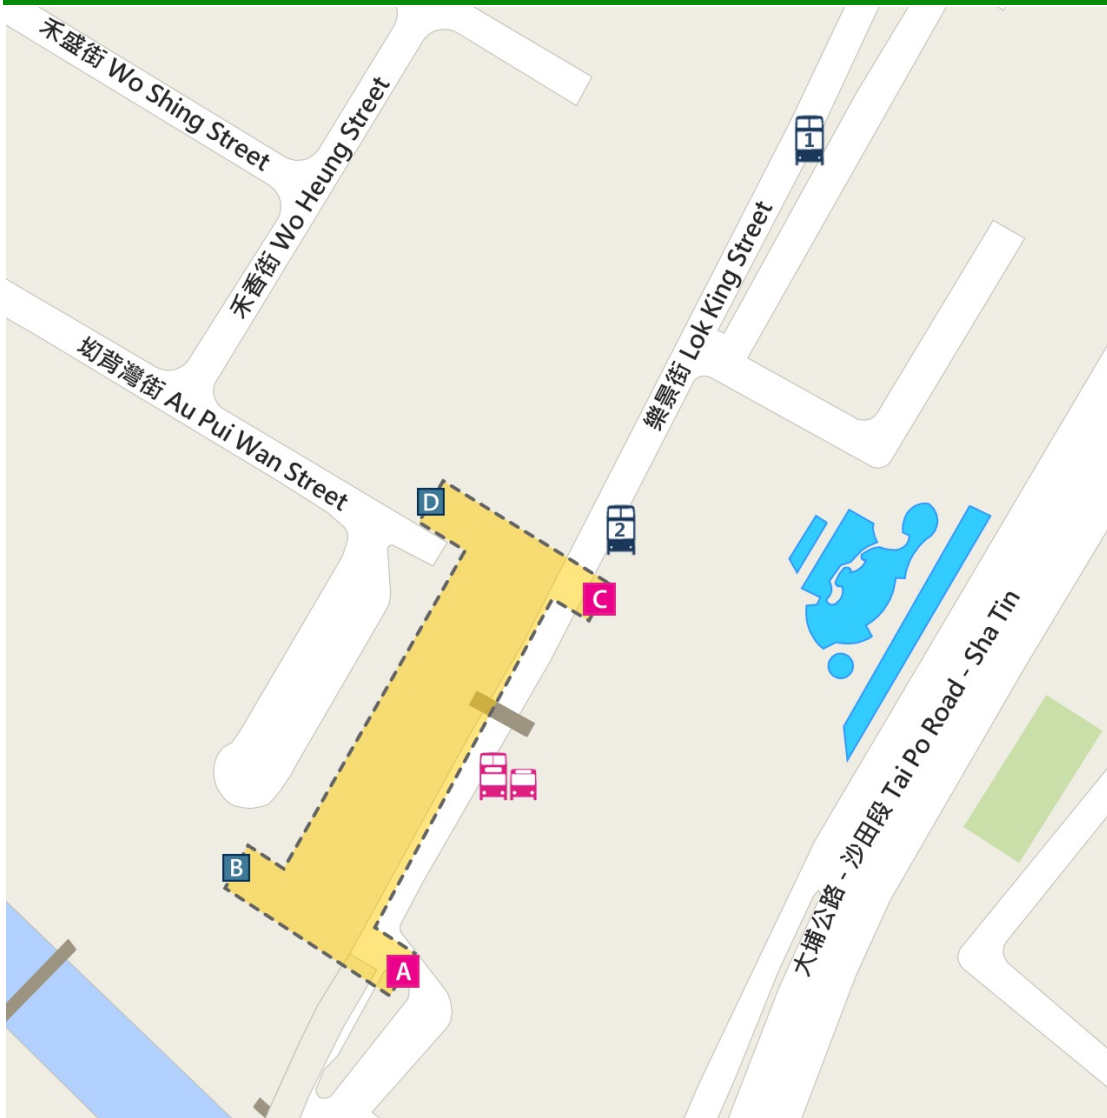 禾盛街 Wo Shing Street
禾香街 Wo Heung Street
1
樂景街 Lok King Street
坳背灣街 Au Pui Wan Street
D
2
C
大埔公路 - 沙田段 Tai Po Road - Sha Tin
B
A